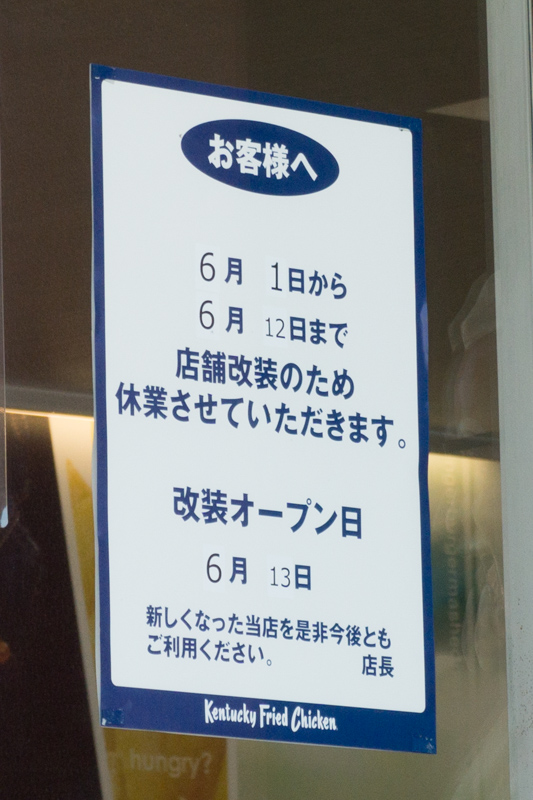 お客様へ
6月 1日から
6月 12日まで
店舗改装のため
休業させていただきます。
改装オープン日
6月 13日
新しくなった当店を是非今後とも
ご利用ください。 店長
Kentucky Fried Chicken
hungry?